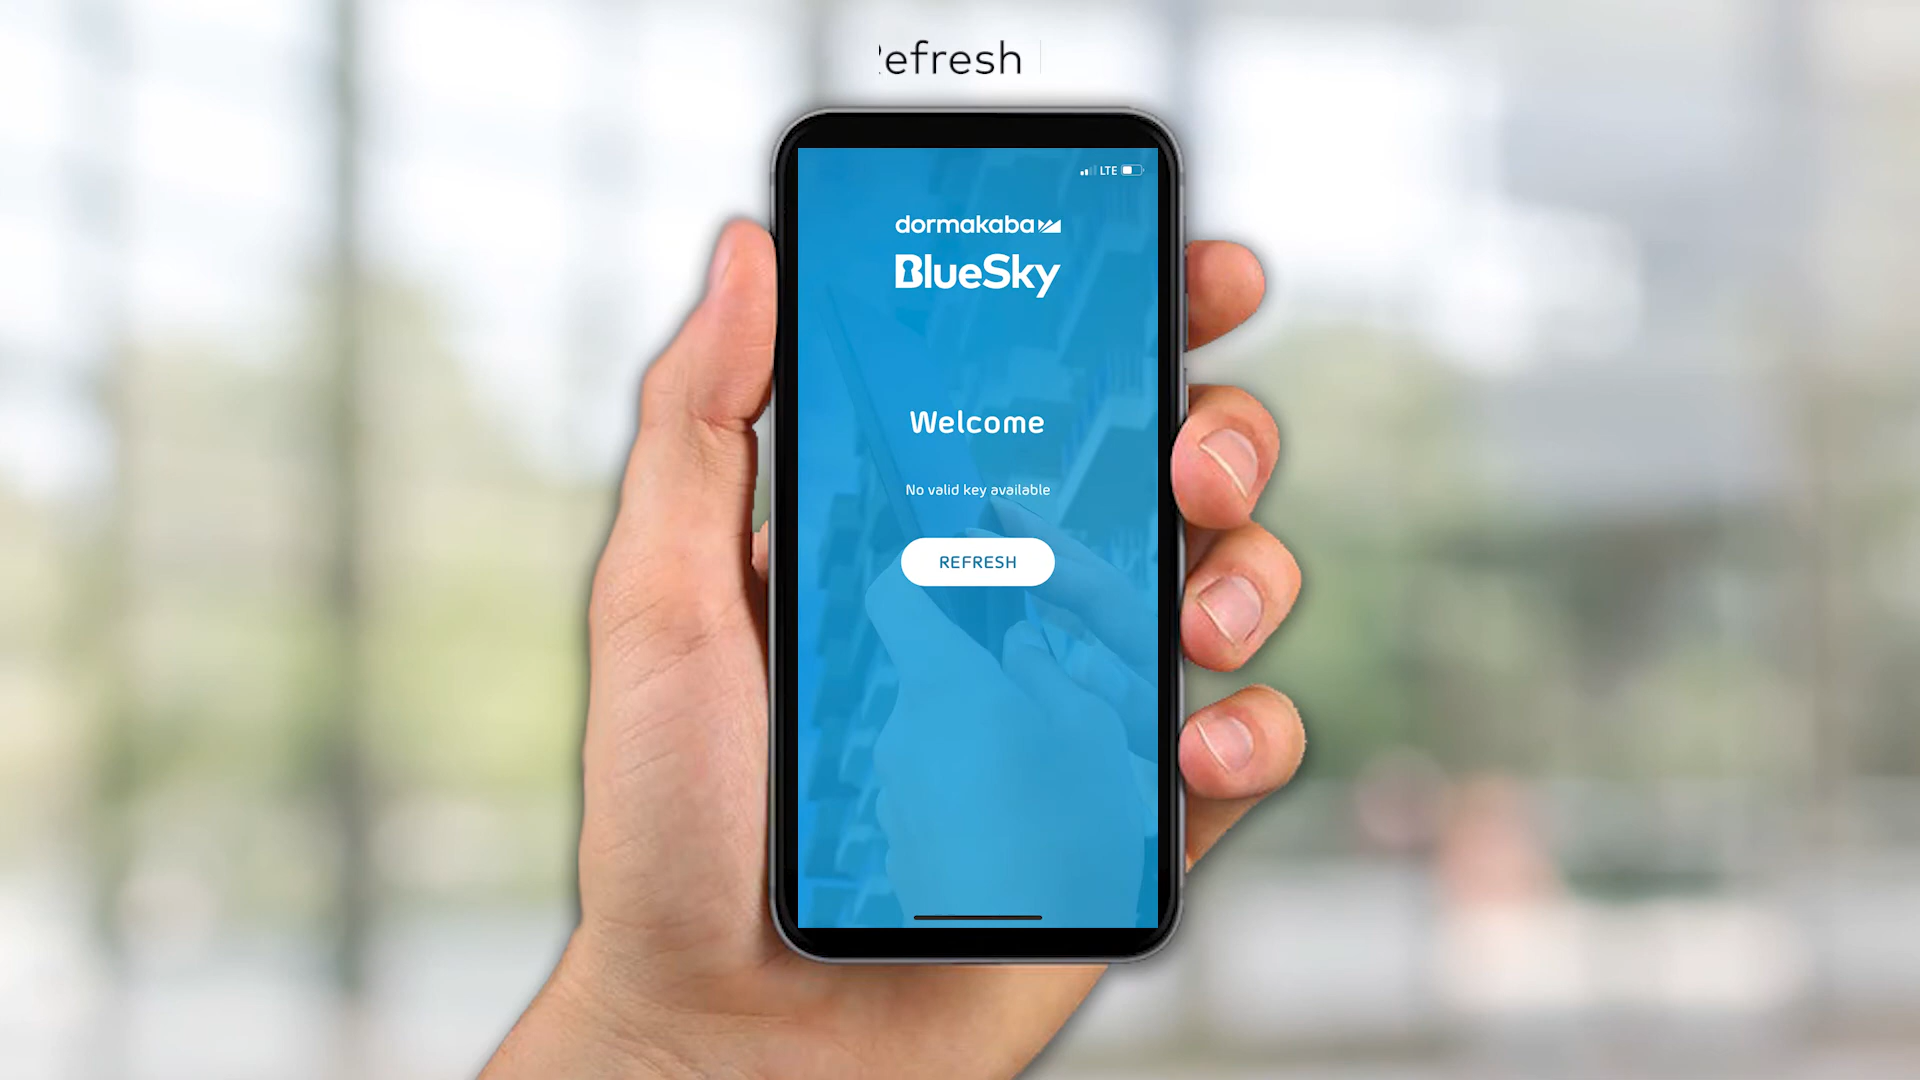 efresh
LTE
dormakaba
BlueSky
Welcome
No valid key available
REFRESH